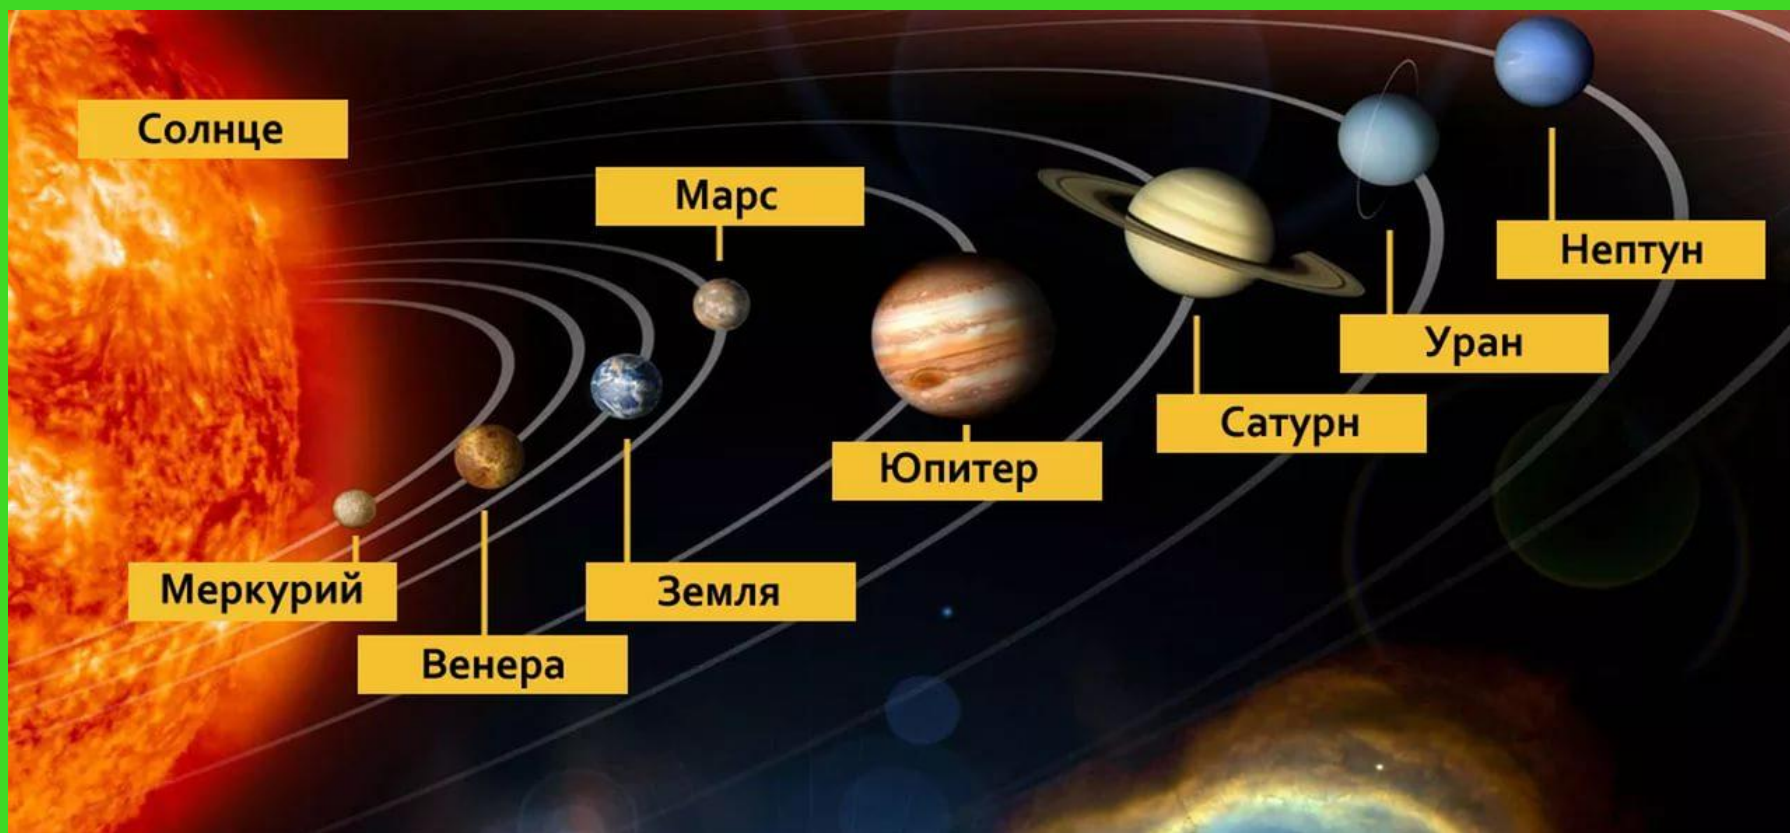 Солнце
Марс
Нептун
Уран
Сатурн
Юпитер
Меркурий
Земля
Венера